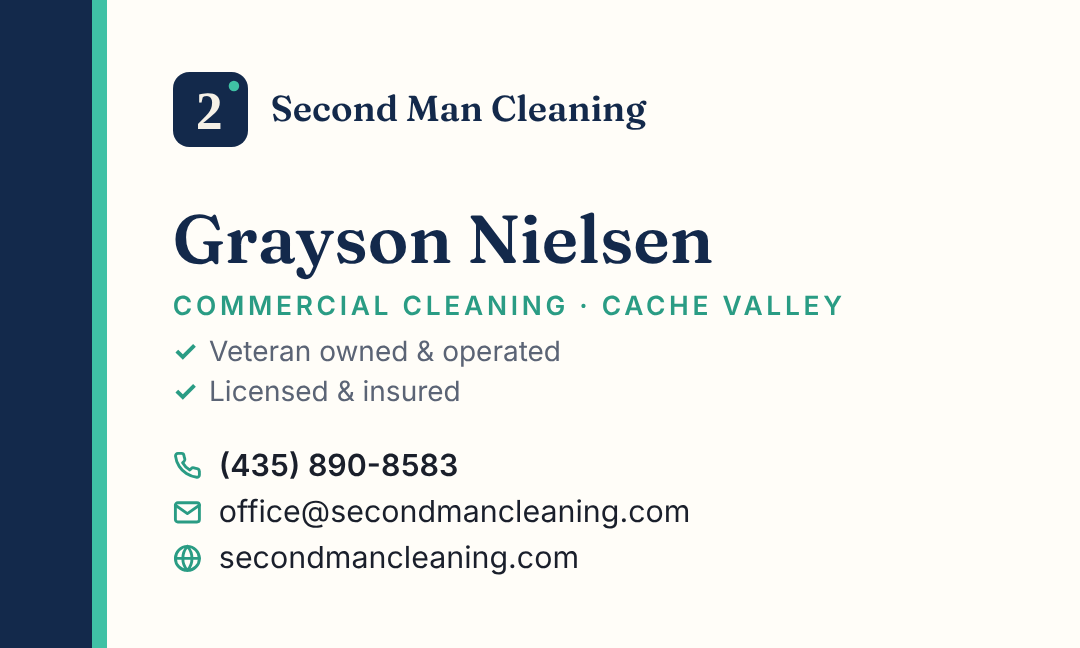 2
Second Man Cleaning
Grayson Nielsen
COMMERCIAL CLEANING · CACHE VALLEY
Veteran owned & operated
Licensed & insured
(435) 890-8583
office@secondmancleaning.com
secondmancleaning.com